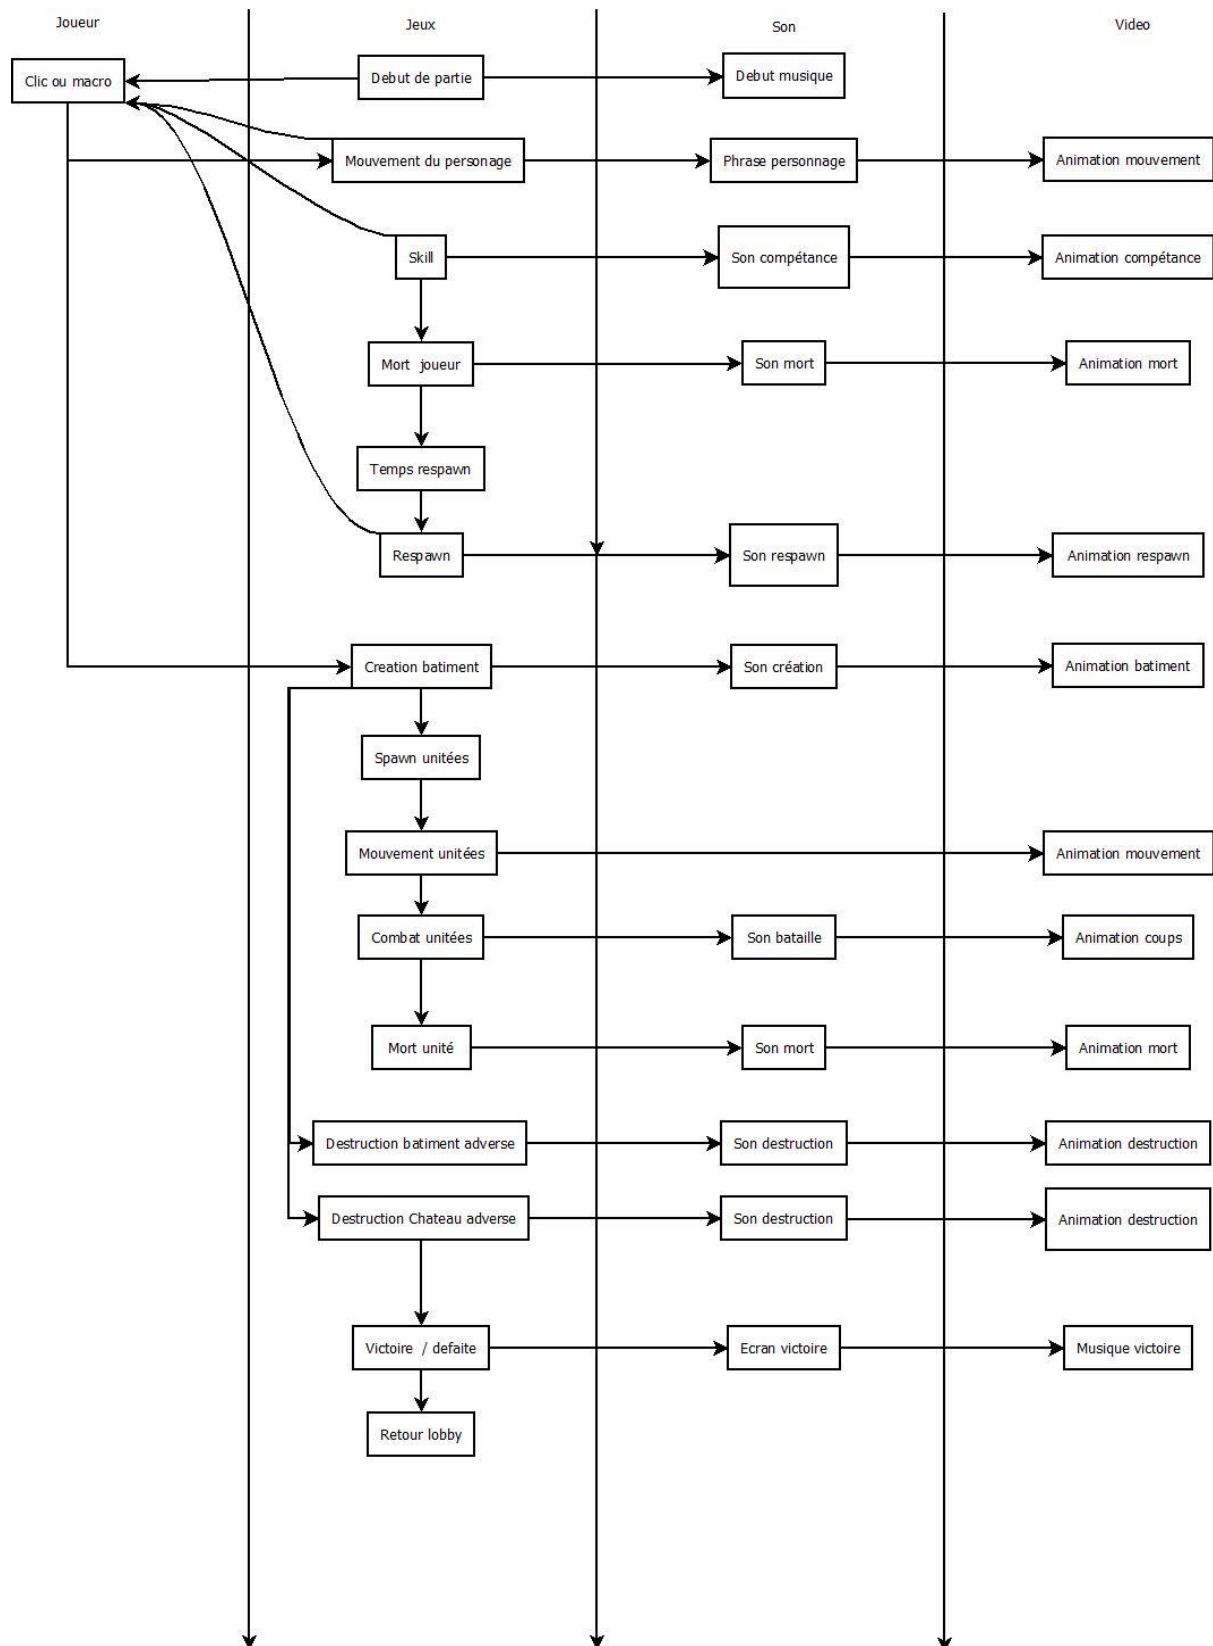 Joueur
Jeux
Son
Video
Clic ou macro
Debut de partie
Debut musique
Mouvement du personage
Phrase personnage
Animation mouvement
Skill
Son compétance
Animation compétance
Mort joueur
Son mort
Animation mort
Temps respawn
Respawn
Son respawn
Animation respawn
Creation batiment
Son création
Animation batiment
Spawn unitées
Mouvement unitées
Animation mouvement
Combat unitées
Son bataille
Animation coups
Mort unité
Son mort
Animation mort
Destruction batiment adverse
Son destruction
Animation destruction
Destruction Chateau adverse
Son destruction
Animation destruction
Victoire / defaite
Ecran victoire
Musique victoire
Retour lobby